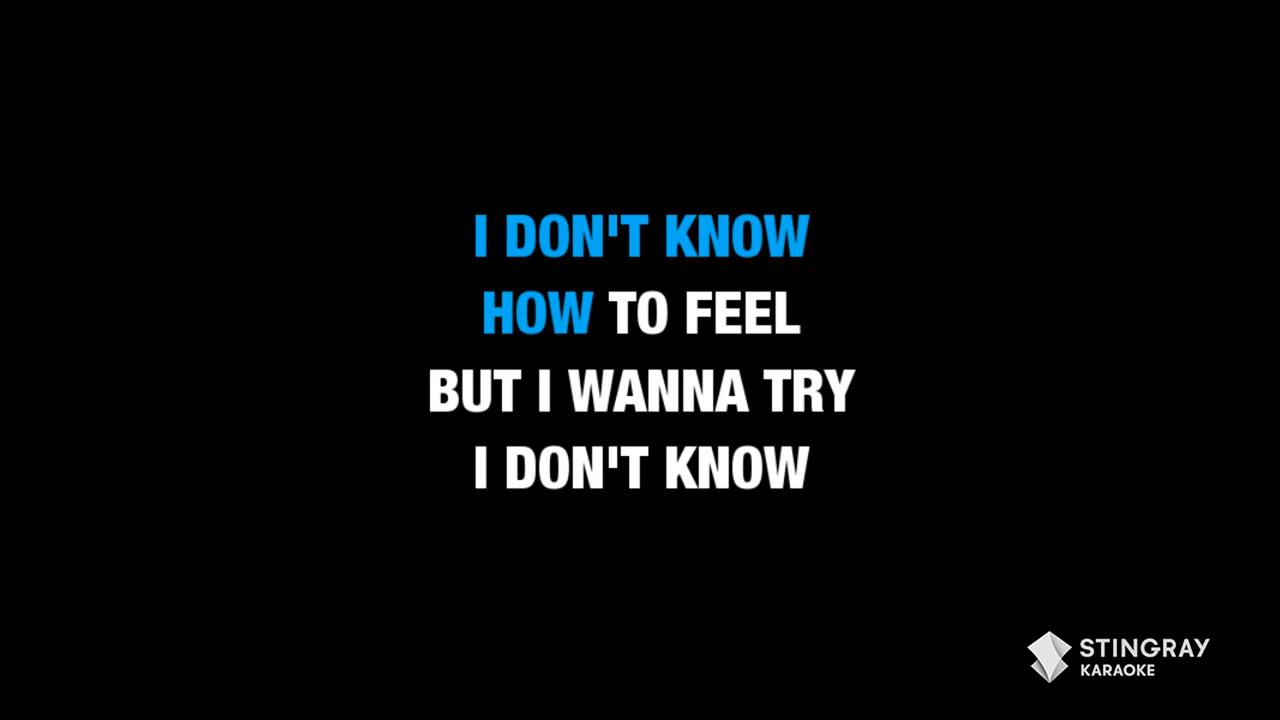 I DON'T KNOW
HOW TO FEEL
BUT I WANNA TRY
I DON'T KNOW
STINGRAY
KARAOKE